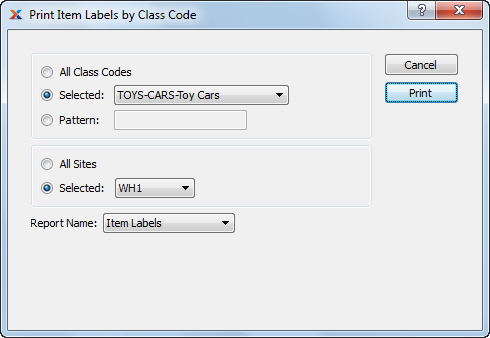 Print Item Labels by Class Code
?
All Class Codes
Cancel
Selected: TOYS-CARS-Toy Cars
Print
Pattern:
All Sites
Selected: WH1
Report Name: Item Labels